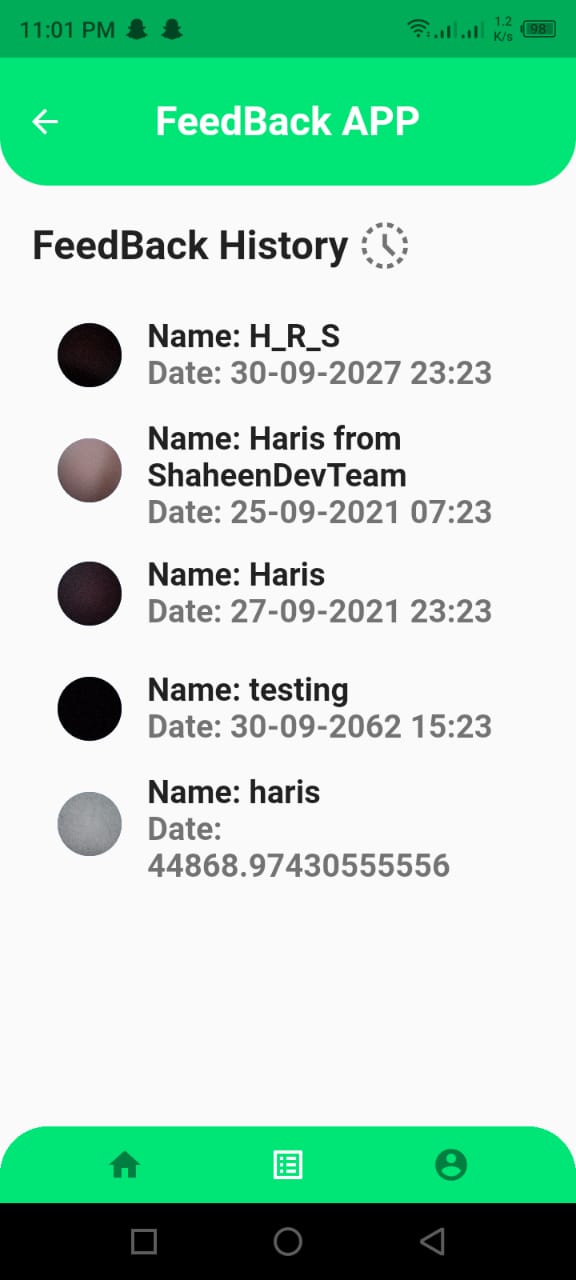 11:01 PM
1.2
K/s
98
FeedBack APP
FeedBack History
Name: H_R_S
Date: 30-09-2027 23:23
Name: Haris from
ShaheenDevTeam
Date: 25-09-2021 07:23
Name: Haris
Date: 27-09-2021 23:23
Name: testing
Date: 30-09-2062 15:23
Name: haris
Date:
44868.97430555556